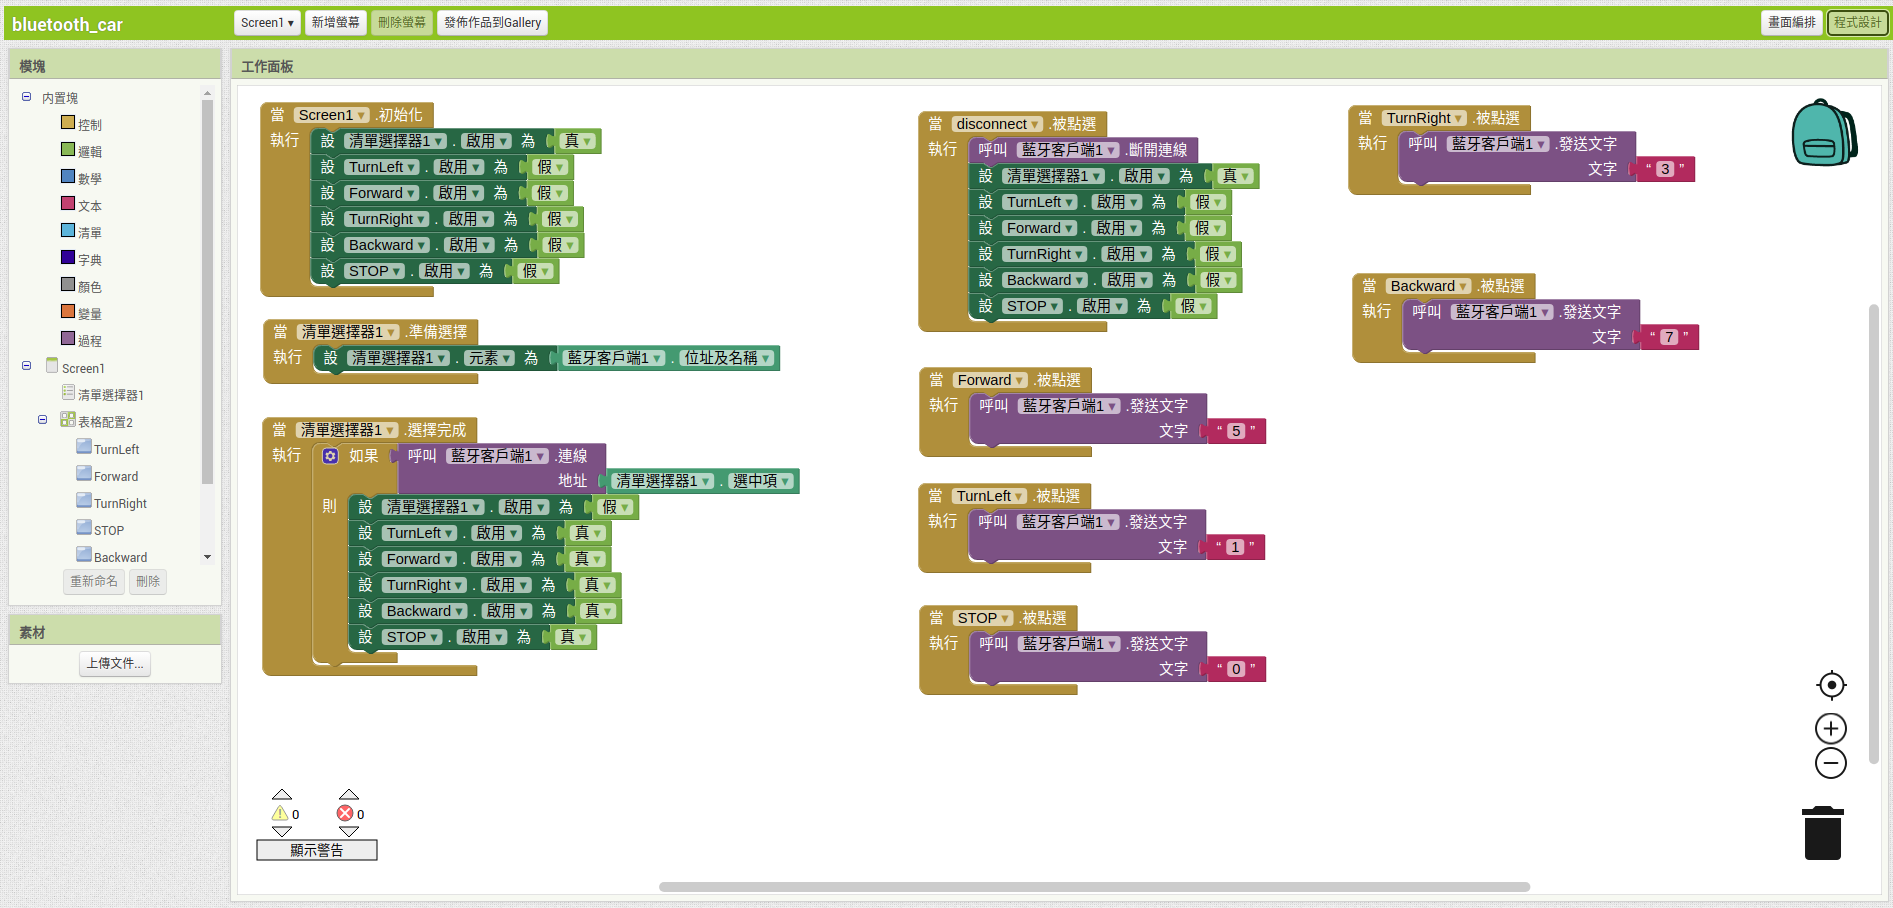 bluetooth_car
Screen1 ▾ 新增螢幕 刪除螢幕 發佈作品到Gallery
畫面編排 程式設計
模塊
內置塊
控制
邏輯
數學
文本
清單
字典
顏色
變量
過程
Screen1
清單選擇器1
表格配置2
TurnLeft
Forward
TurnRight
STOP
Backward
重新命名 刪除
素材
上傳文件...
工作面板
當 Screen1 .初始化
執行 設 清單選擇器1 . 啟用 為 真
設 TurnLeft . 啟用 為 假
設 Forward . 啟用 為 假
設 TurnRight . 啟用 為 假
設 Backward . 啟用 為 假
設 STOP . 啟用 為 假
當 清單選擇器1 .準備選擇
執行 設 清單選擇器1 . 元素 為 藍牙客戶端1 . 位址及名稱
當 清單選擇器1 .選擇完成
執行 如果 呼叫 藍牙客戶端1 .連線
地址 清單選擇器1 . 選中項
則 設 清單選擇器1 . 啟用 為 假
設 TurnLeft . 啟用 為 真
設 Forward . 啟用 為 真
設 TurnRight . 啟用 為 真
設 Backward . 啟用 為 真
設 STOP . 啟用 為 真
當 disconnect .被點選
執行 呼叫 藍牙客戶端1 .斷開連線
設 清單選擇器1 . 啟用 為 真
設 TurnLeft . 啟用 為 假
設 Forward . 啟用 為 假
設 TurnRight . 啟用 為 假
設 Backward . 啟用 為 假
設 STOP . 啟用 為 假
當 Forward .被點選
執行 呼叫 藍牙客戶端1 .發送文字
文字 “ 5 ”
當 TurnLeft .被點選
執行 呼叫 藍牙客戶端1 .發送文字
文字 “ 1 ”
當 STOP .被點選
執行 呼叫 藍牙客戶端1 .發送文字
文字 “ 0 ”
當 TurnRight .被點選
執行 呼叫 藍牙客戶端1 .發送文字
文字 “ 3 ”
當 Backward .被點選
執行 呼叫 藍牙客戶端1 .發送文字
文字 “ 7 ”
0 0
顯示警告